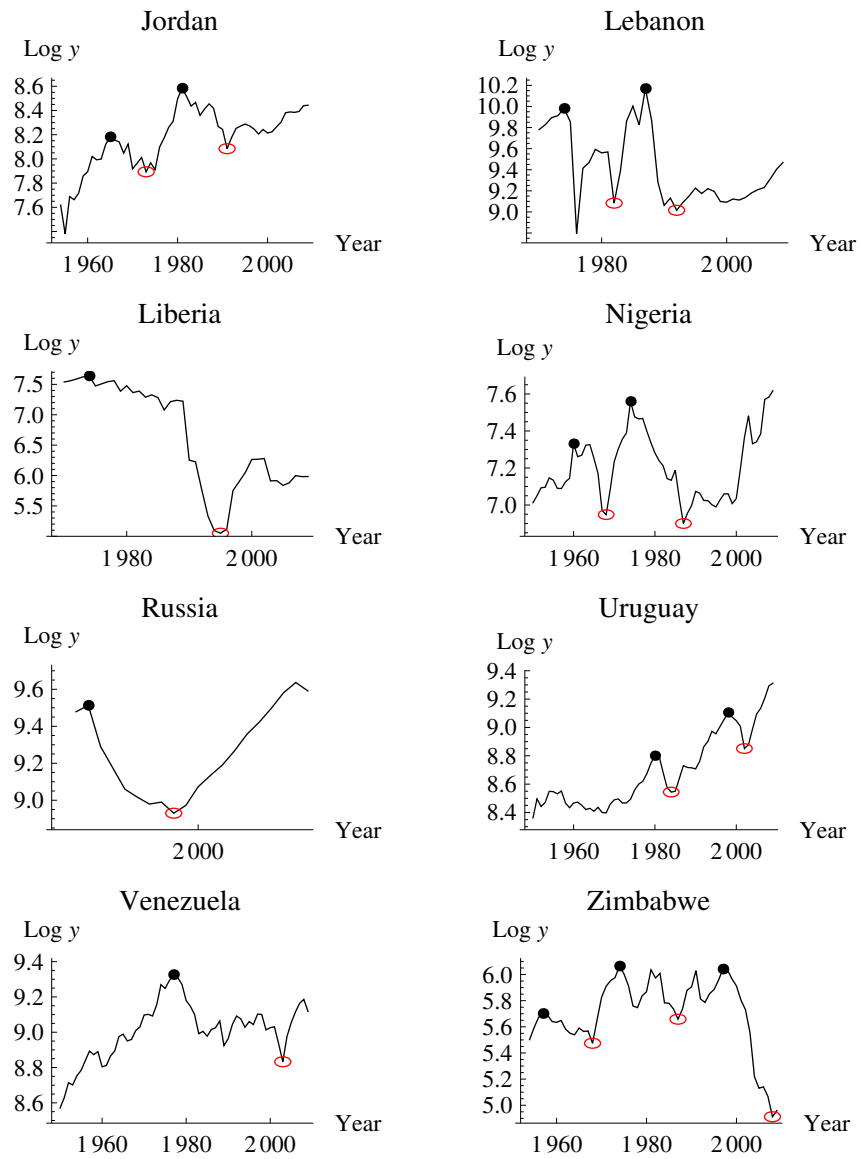 Jordan
Log y
8.6
8.4
8.2
8.0
7.8
7.6
1960 1980 2000
Year
Lebanon
Log y
10.2
10.0
9.8
9.6
9.4
9.2
9.0
1980 2000
Year
Liberia
Log y
7.5
7.0
6.5
6.0
5.5
1980 2000
Year
Nigeria
Log y
7.6
7.4
7.2
7.0
1960 1980 2000
Year
Russia
Log y
9.6
9.4
9.2
9.0
2000
Year
Uruguay
Log y
9.4
9.2
9.0
8.8
8.6
8.4
1960 1980 2000
Year
Venezuela
Log y
9.4
9.2
9.0
8.8
8.6
1960 1980 2000
Year
Zimbabwe
Log y
6.0
5.8
5.6
5.4
5.2
5.0
1960 1980 2000
Year